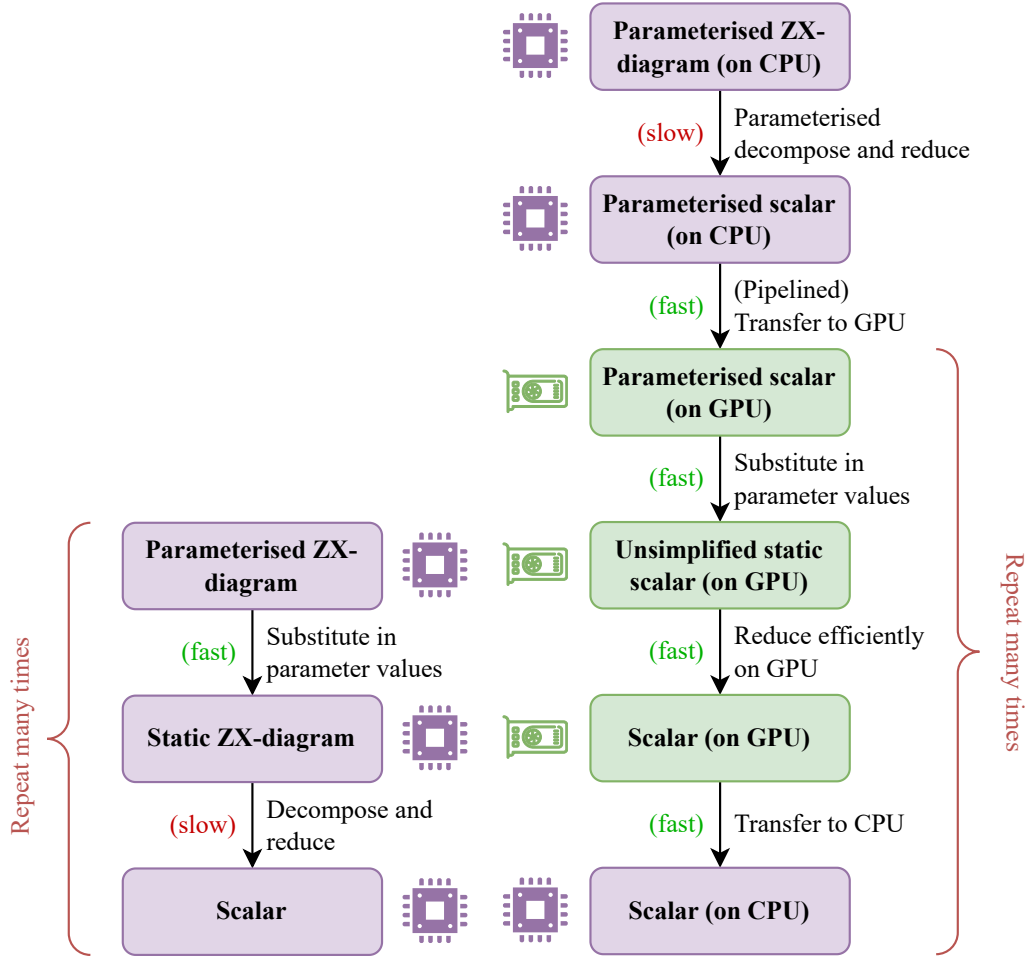 Parameterised ZX-
diagram (on CPU)
(slow)
Parameterised
decompose and reduce
Parameterised scalar
(on CPU)
(fast)
(Pipelined)
Transfer to GPU
Parameterised scalar
(on GPU)
(fast)
Substitute in
parameter values
Unsimplified static
scalar (on GPU)
(fast)
Reduce efficiently
on GPU
Scalar (on GPU)
(fast)
Transfer to CPU
Scalar (on CPU)
Repeat many times
Parameterised ZX-
diagram
(fast)
Substitute in
parameter values
Static ZX-diagram
(slow)
Decompose and
reduce
Scalar
Repeat many times